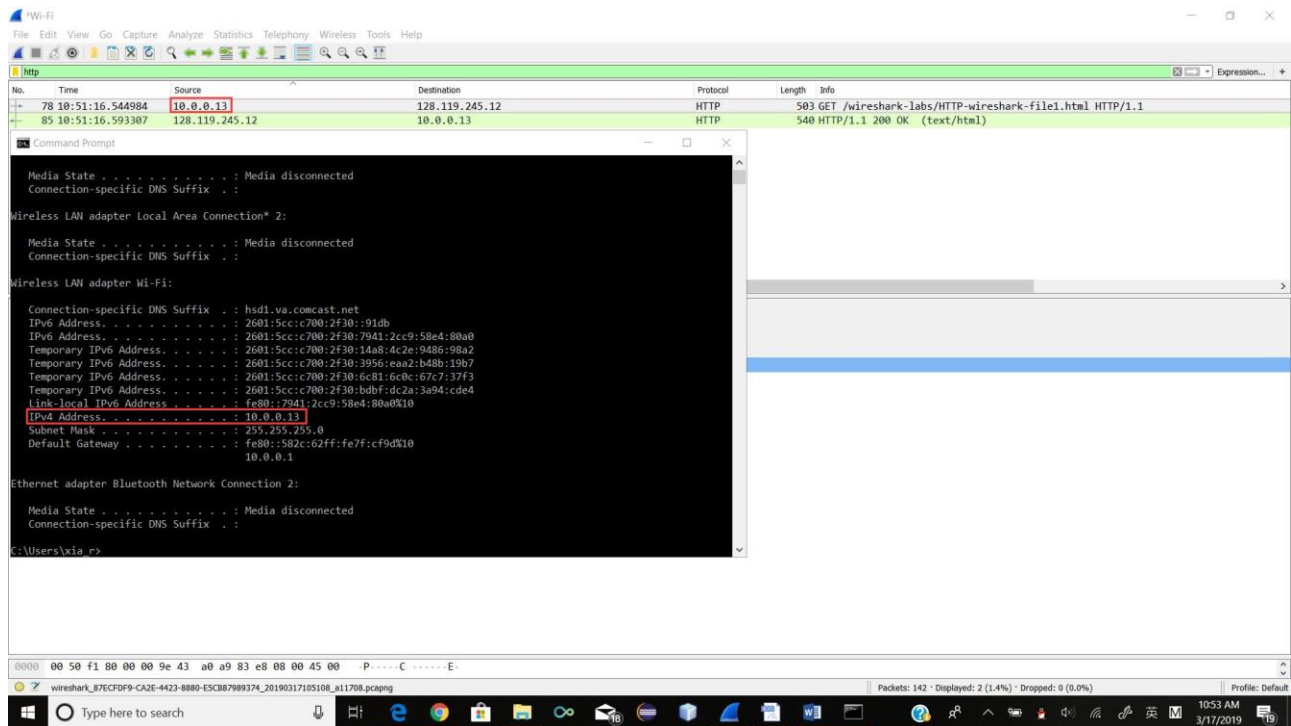 *Wi-Fi
File Edit View Go Capture Analyze Statistics Telephony Wireless Tools Help
http Expression... +
No. Time Source Destination Protocol Length Info
78 10:51:16.544984 10.0.0.13 128.119.245.12 HTTP 503 GET /wireshark-labs/HTTP-wireshark-file1.html HTTP/1.1
85 10:51:16.593307 128.119.245.12 10.0.0.13 HTTP 540 HTTP/1.1 200 OK (text/html)
Command Prompt
Media State . . . . . . . . . . . : Media disconnected
Connection-specific DNS Suffix . :
Wireless LAN adapter Local Area Connection* 2:
Media State . . . . . . . . . . . : Media disconnected
Connection-specific DNS Suffix . :
Wireless LAN adapter Wi-Fi:
Connection-specific DNS Suffix . : hsd1.va.comcast.net
IPv6 Address. . . . . . . . . . . : 2601:5cc:c700:2f30::91db
IPv6 Address. . . . . . . . . . . : 2601:5cc:c700:2f30:7941:2cc9:58e4:80a0
Temporary IPv6 Address. . . . . . : 2601:5cc:c700:2f30:14a8:4c2e:9486:98a2
Temporary IPv6 Address. . . . . . : 2601:5cc:c700:2f30:3956:eaa2:b48b:19b7
Temporary IPv6 Address. . . . . . : 2601:5cc:c700:2f30:6c81:6c0c:67c7:37f3
Temporary IPv6 Address. . . . . . : 2601:5cc:c700:2f30:bdbf:dc2a:3a94:cde4
Link-local IPv6 Address . . . . . : fe80::7941:2cc9:58e4:80a0%10
IPv4 Address. . . . . . . . . . . : 10.0.0.13
Subnet Mask . . . . . . . . . . . : 255.255.255.0
Default Gateway . . . . . . . . . : fe80::582c:62ff:fe7f:cf9d%10
10.0.0.1
Ethernet adapter Bluetooth Network Connection 2:
Media State . . . . . . . . . . . : Media disconnected
Connection-specific DNS Suffix . :
C:\Users\xia_r>
0000 00 50 f1 80 00 00 9e 43 a0 a9 83 e8 08 00 45 00 ·P·····C ······E·
wireshark_87ECFDF9-CA2E-4423-8880-E5CB87989374_20190317105108_a11708.pcapng Packets: 142 · Displayed: 2 (1.4%) · Dropped: 0 (0.0%) Profile: Default
Type here to search 18 英 M 10:53 AM
3/17/2019 19